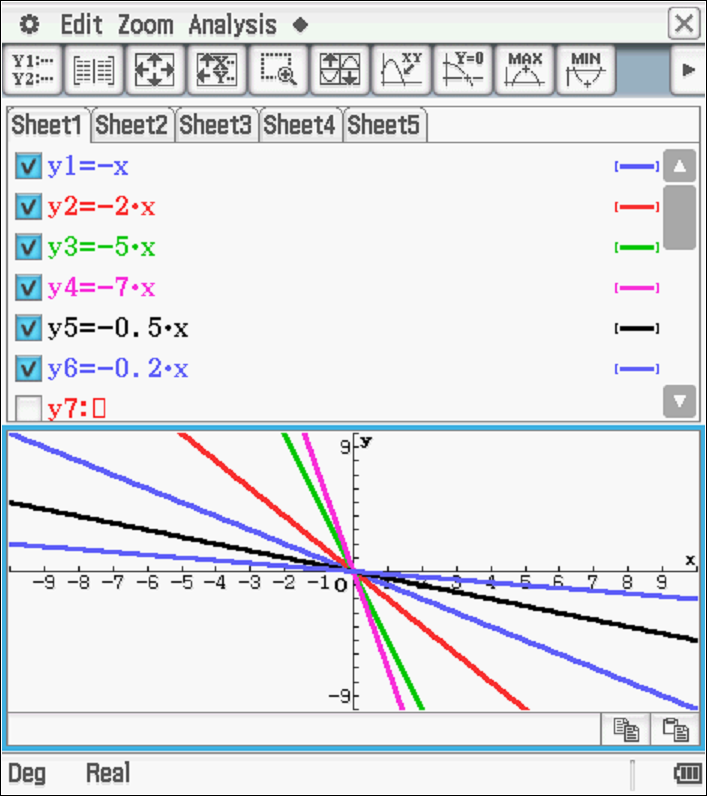 Edit Zoom Analysis
Y1:⋯ Y2:⋯ XY Y=0 MAX MIN
Sheet1 Sheet2 Sheet3 Sheet4 Sheet5
y1=−x
y2=−2·x
y3=−5·x
y4=−7·x
y5=−0.5·x
y6=−0.2·x
y7:
9 y
x
−9 −8 −7 −6 −5 −4 −3 −2 −1 O 3 5 6 7 8 9
−9
Deg Real